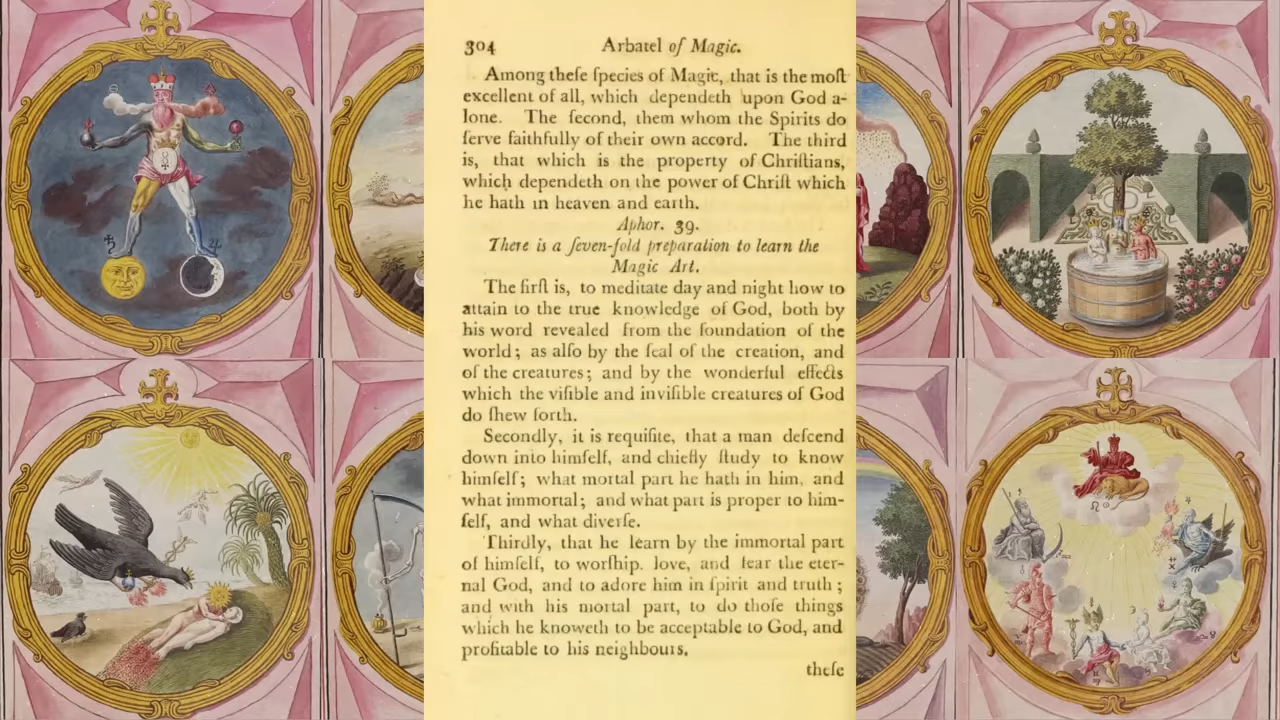 304 Arbatel of Magic.
Among theſe ſpecies of Magic, that is the moſt
excellent of all, which dependeth upon God a-
lone. The ſecond, them whom the Spirits do
ſerve faithfully of their own accord. The third
is, that which is the property of Chriſtians,
which dependeth on the power of Chriſt which
he hath in heaven and earth.
Aphor. 39.
There is a ſeven-fold preparation to learn the
Magic Art.
The firſt is, to meditate day and night how to
attain to the true knowledge of God, both by
his word revealed from the foundation of the
world; as alſo by the ſeal of the creation, and
of the creatures; and by the wonderful effects
which the viſible and inviſible creatures of God
do ſhew forth.
Secondly, it is requiſite, that a man deſcend
down into himſelf, and chiefly ſtudy to know
himſelf; what mortal part he hath in him, and
what immortal; and what part is proper to him-
ſelf, and what diverſe.
Thirdly, that he learn by the immortal part
of himſelf, to worſhip, love, and fear the eter-
nal God, and to adore him in ſpirit and truth;
and with his mortal part, to do thoſe things
which he knoweth to be acceptable to God, and
profitable to his neighbours.
theſe